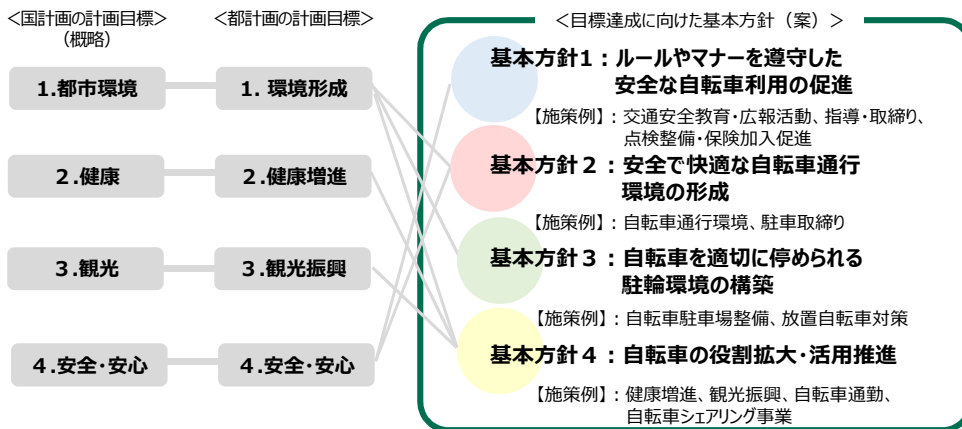 <国計画の計画目標>
(概略)
<都計画の計画目標>
1.都市環境
1. 環境形成
2.健康
2.健康増進
3.観光
3.観光振興
4.安全・安心
4.安全・安心
<目標達成に向けた基本方針（案）>
基本方針1：ルールやマナーを遵守した
安全な自転車利用の促進
【施策例】：交通安全教育・広報活動、指導・取締り、
点検整備・保険加入促進
基本方針２：安全で快適な自転車通行
環境の形成
【施策例】：自転車通行環境、駐車取締り
基本方針３：自転車を適切に停められる
駐輪環境の構築
【施策例】：自転車駐車場整備、放置自転車対策
基本方針４：自転車の役割拡大・活用推進
【施策例】：健康増進、観光振興、自転車通勤、
自転車シェアリング事業